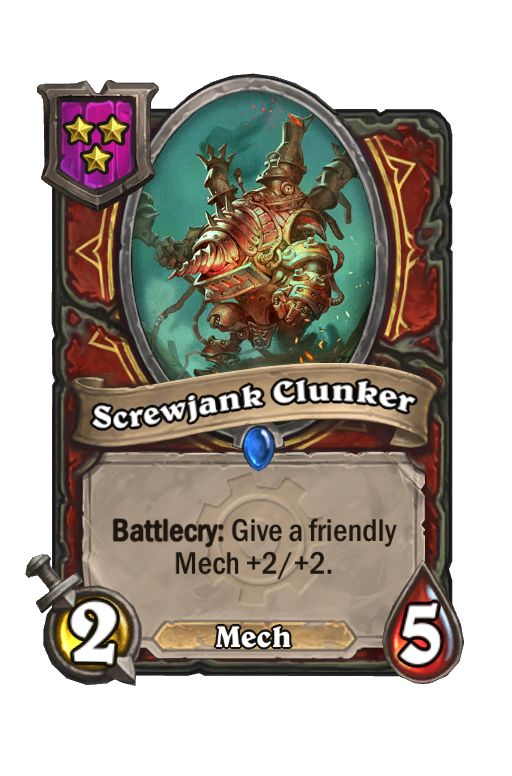 Screwjank Clunker
Battlecry: Give a friendly
Mech +2/+2.
2
Mech
5